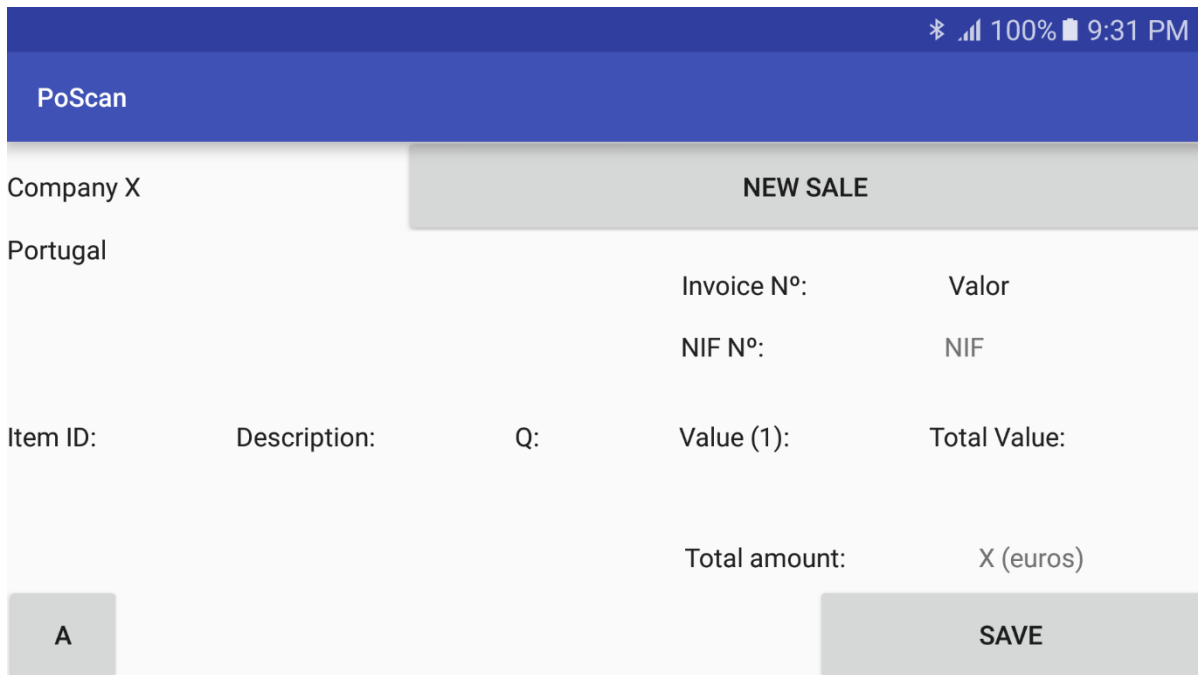 100% 9:31 PM
PoScan
Company X
NEW SALE
Portugal
Invoice Nº: Valor
NIF Nº: NIF
Item ID: Description: Q: Value (1): Total Value:
Total amount: X (euros)
A
SAVE